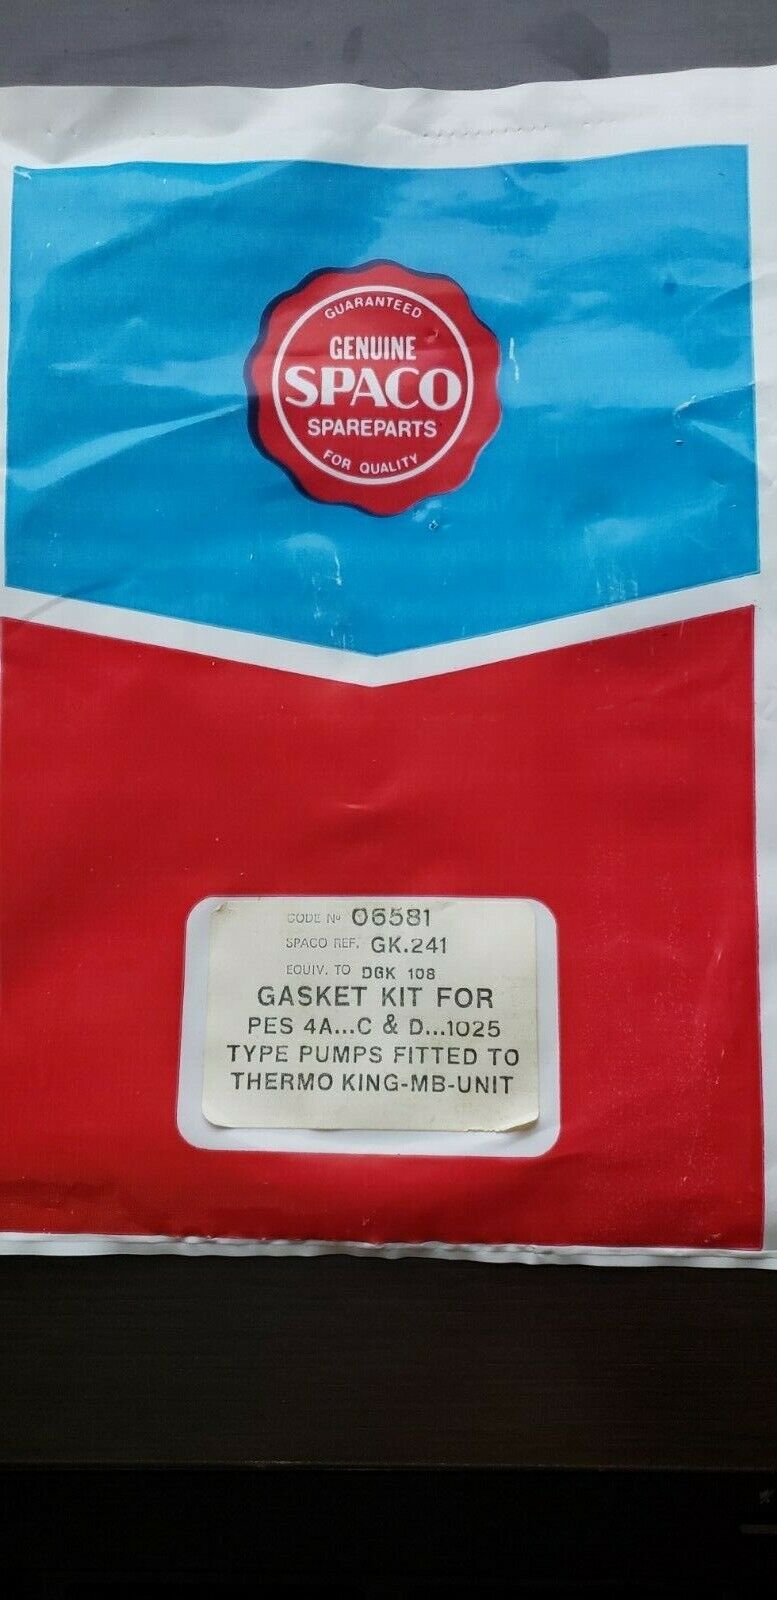 GUARANTEED
GENUINE
SPACO
SPAREPARTS
FOR QUALITY
CODE Nº 06581
SPACO REF. GK.241
EQUIV. TO DGK 108
GASKET KIT FOR
PES 4A...C & D...1025
TYPE PUMPS FITTED TO
THERMO KING-MB-UNIT